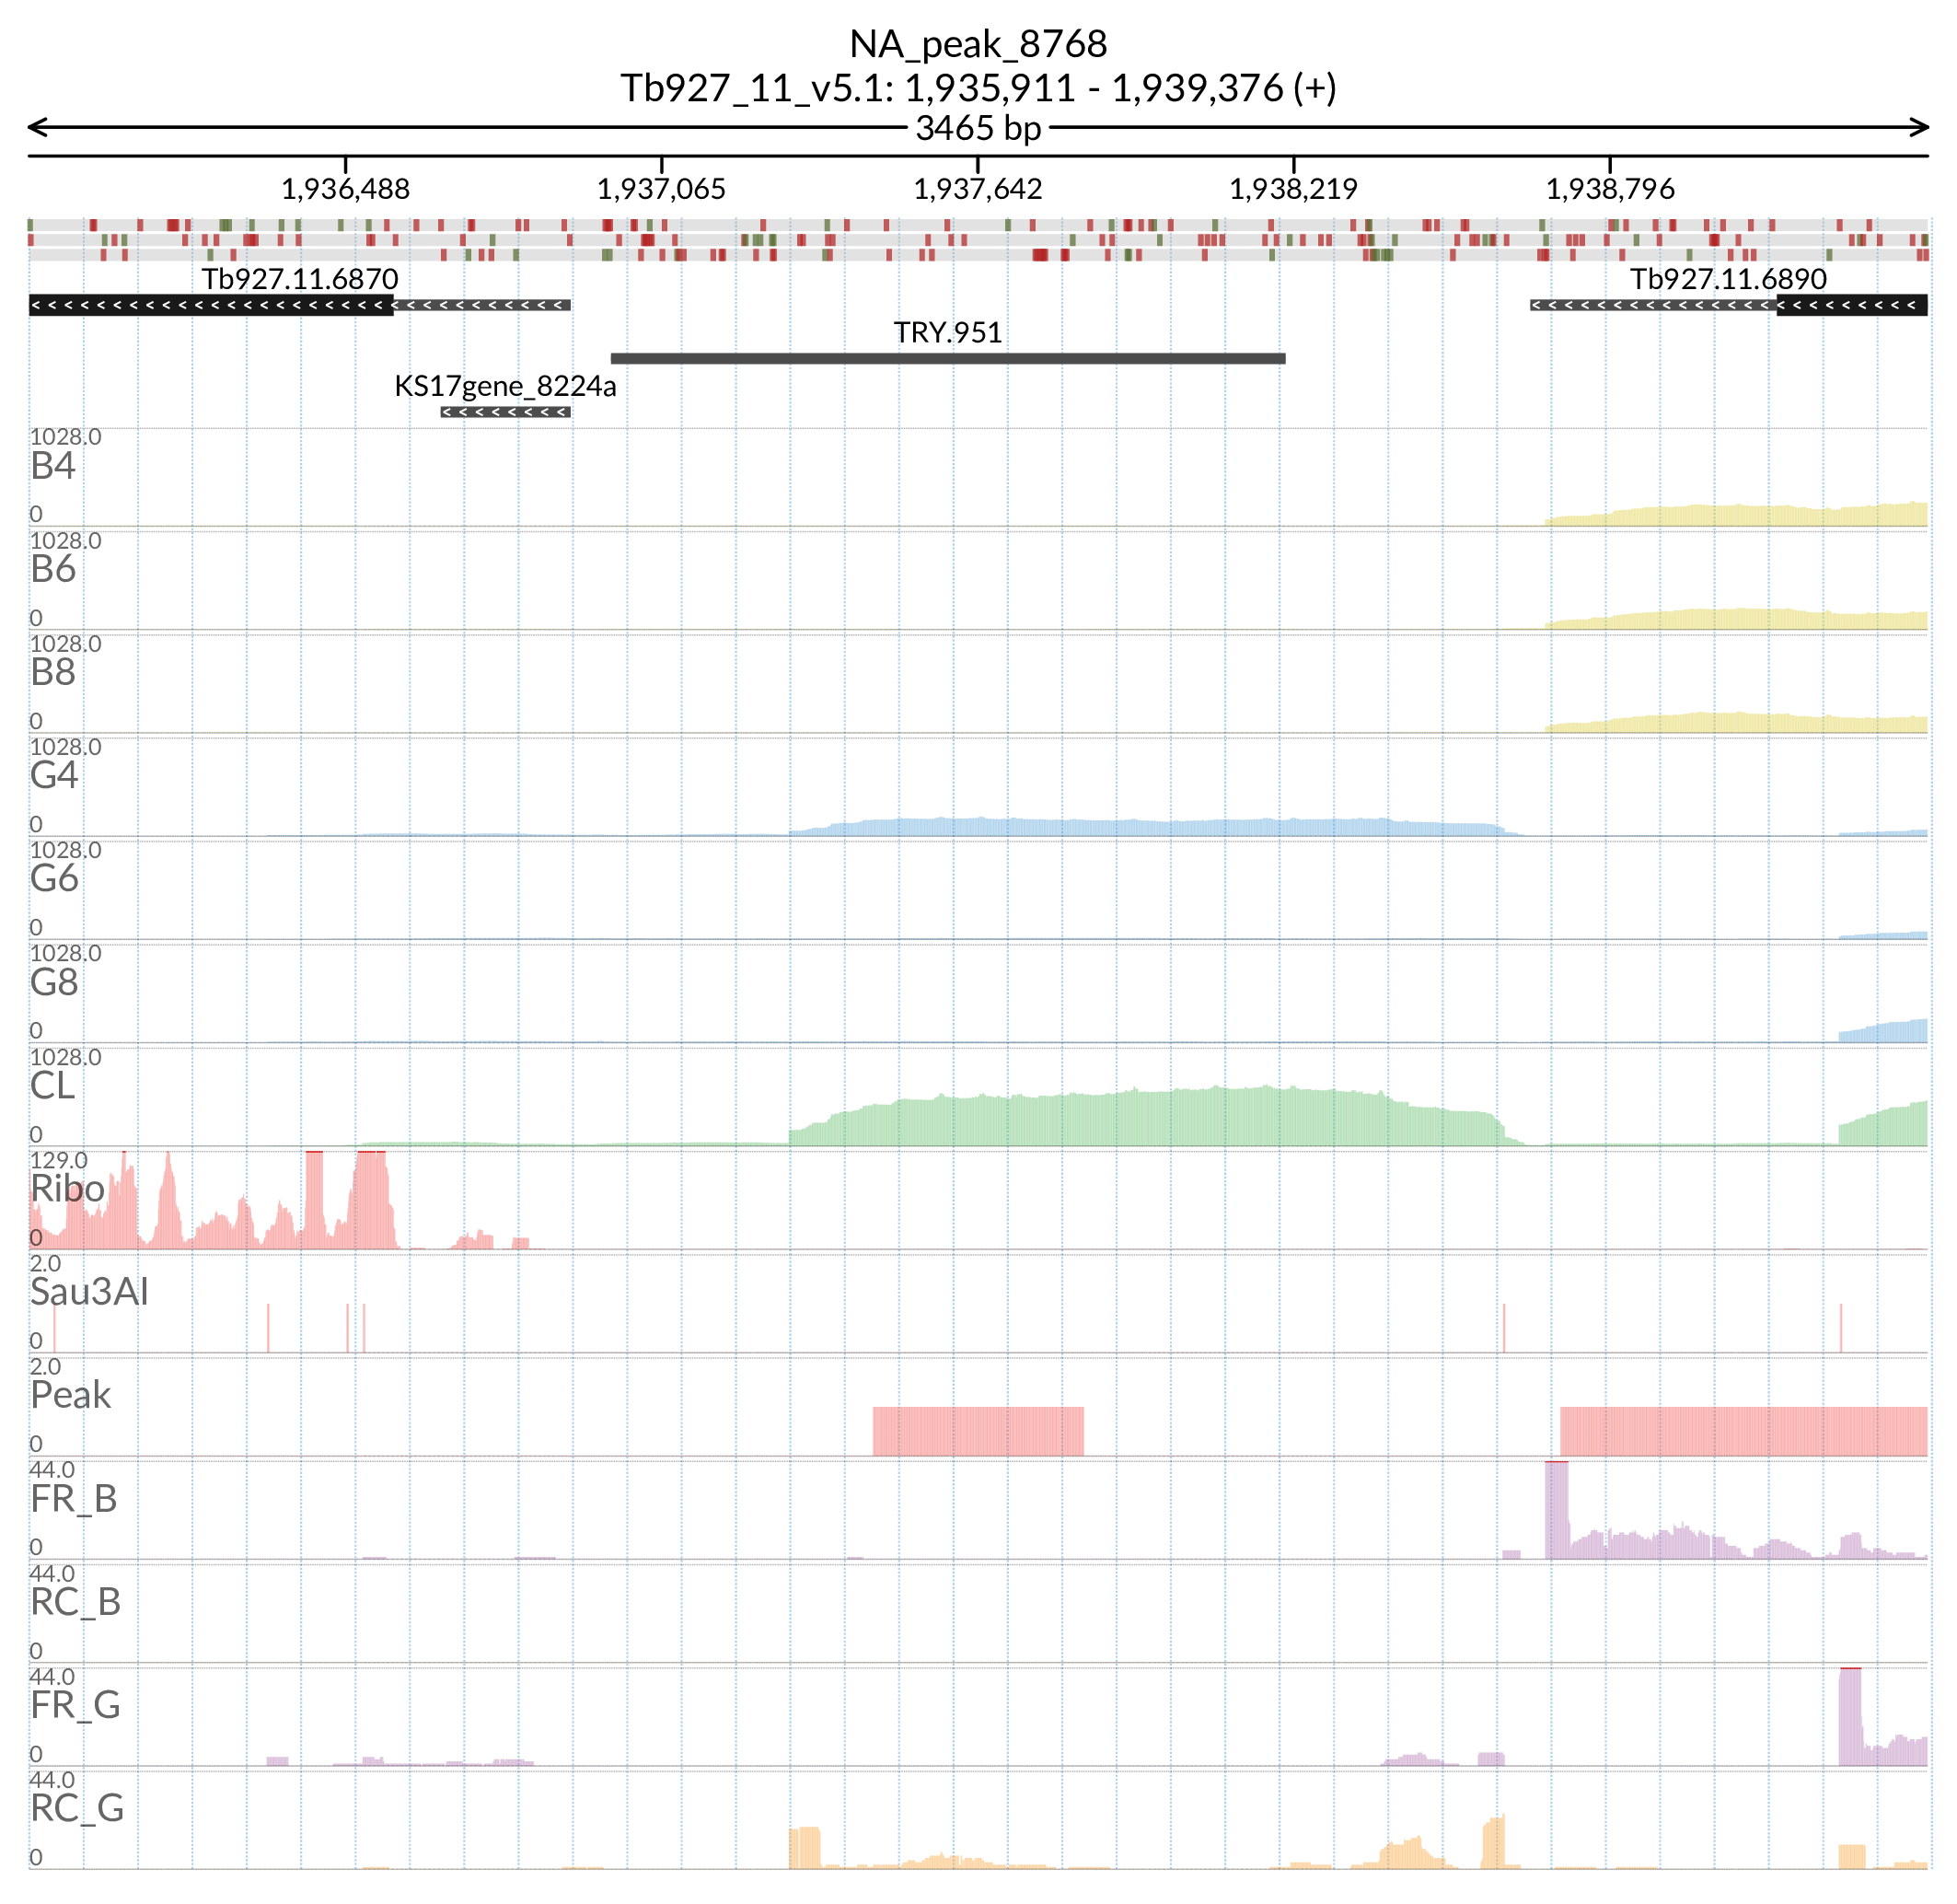 NA_peak_8768
Tb927_11_v5.1: 1,935,911 - 1,939,376 (+)
3465 bp
1,936,488 1,937,065 1,937,642 1,938,219 1,938,796
Tb927.11.6870 Tb927.11.6890
TRY.951
KS17gene_8224a
1028.0
B4
0
1028.0
B6
0
1028.0
B8
0
1028.0
G4
0
1028.0
G6
0
1028.0
G8
0
1028.0
CL
0
129.0
Ribo
0
2.0
Sau3AI
0
2.0
Peak
0
44.0
FR_B
0
44.0
RC_B
0
44.0
FR_G
0
44.0
RC_G
0